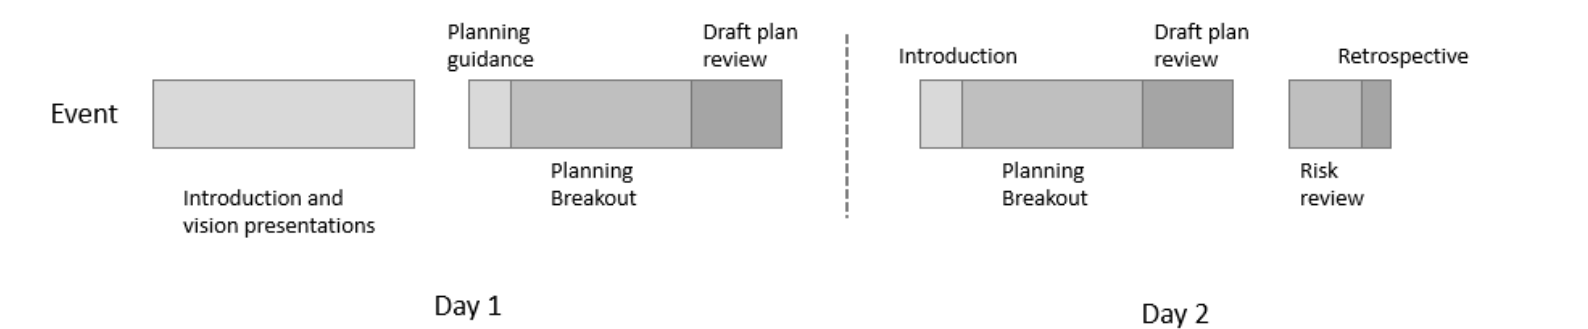 Event
Introduction and
vision presentations
Planning
guidance
Planning
Breakout
Draft plan
review
Day 1
Introduction
Planning
Breakout
Draft plan
review
Risk
review
Retrospective
Day 2